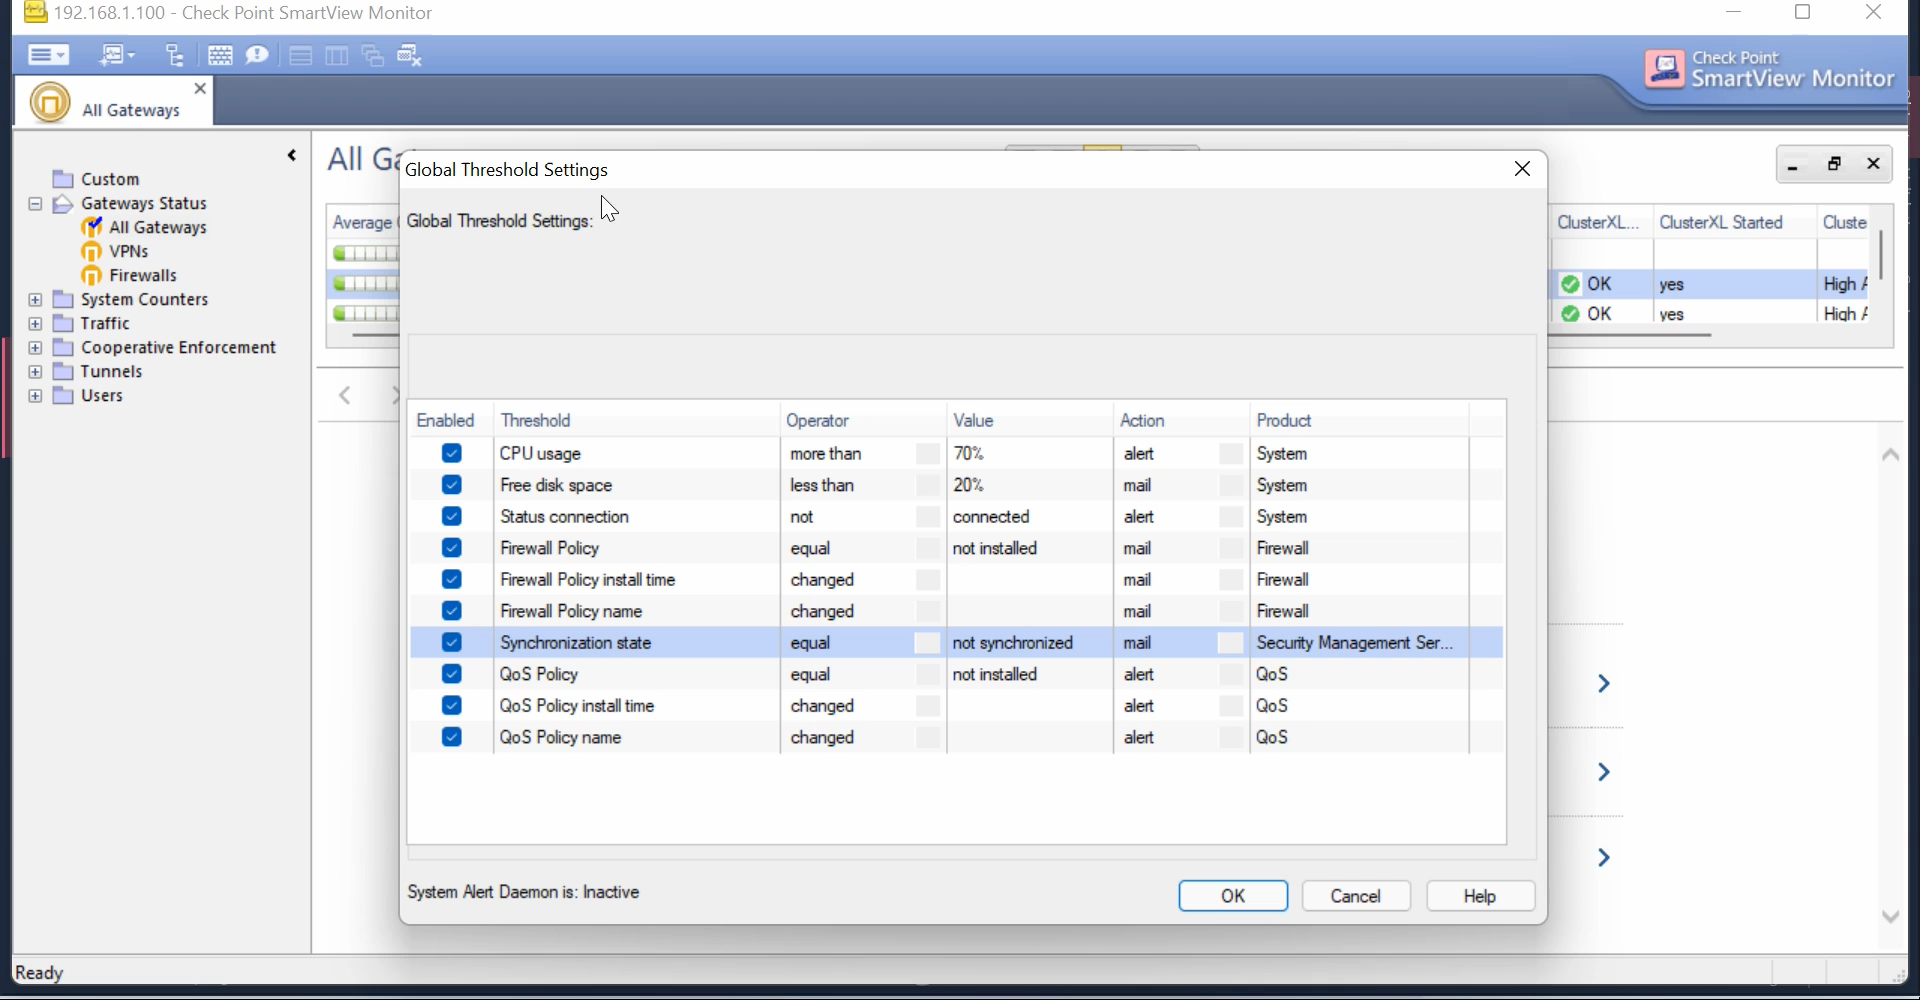 192.168.1.100 - Check Point SmartView Monitor
Check Point
SmartView Monitor
All Gateways
Custom
Gateways Status
All Gateways
VPNs
Firewalls
System Counters
Traffic
Cooperative Enforcement
Tunnels
Users
All Ga
Average
ClusterXL... ClusterXL Started Cluste
OK yes High A
OK yes High A
Global Threshold Settings
Global Threshold Settings:
Enabled Threshold Operator Value Action Product
CPU usage more than 70% alert System
Free disk space less than 20% mail System
Status connection not connected alert System
Firewall Policy equal not installed mail Firewall
Firewall Policy install time changed mail Firewall
Firewall Policy name changed mail Firewall
Synchronization state equal not synchronized mail Security Management Ser...
QoS Policy equal not installed alert QoS
QoS Policy install time changed alert QoS
QoS Policy name changed alert QoS
System Alert Daemon is: Inactive
OK Cancel Help
Ready